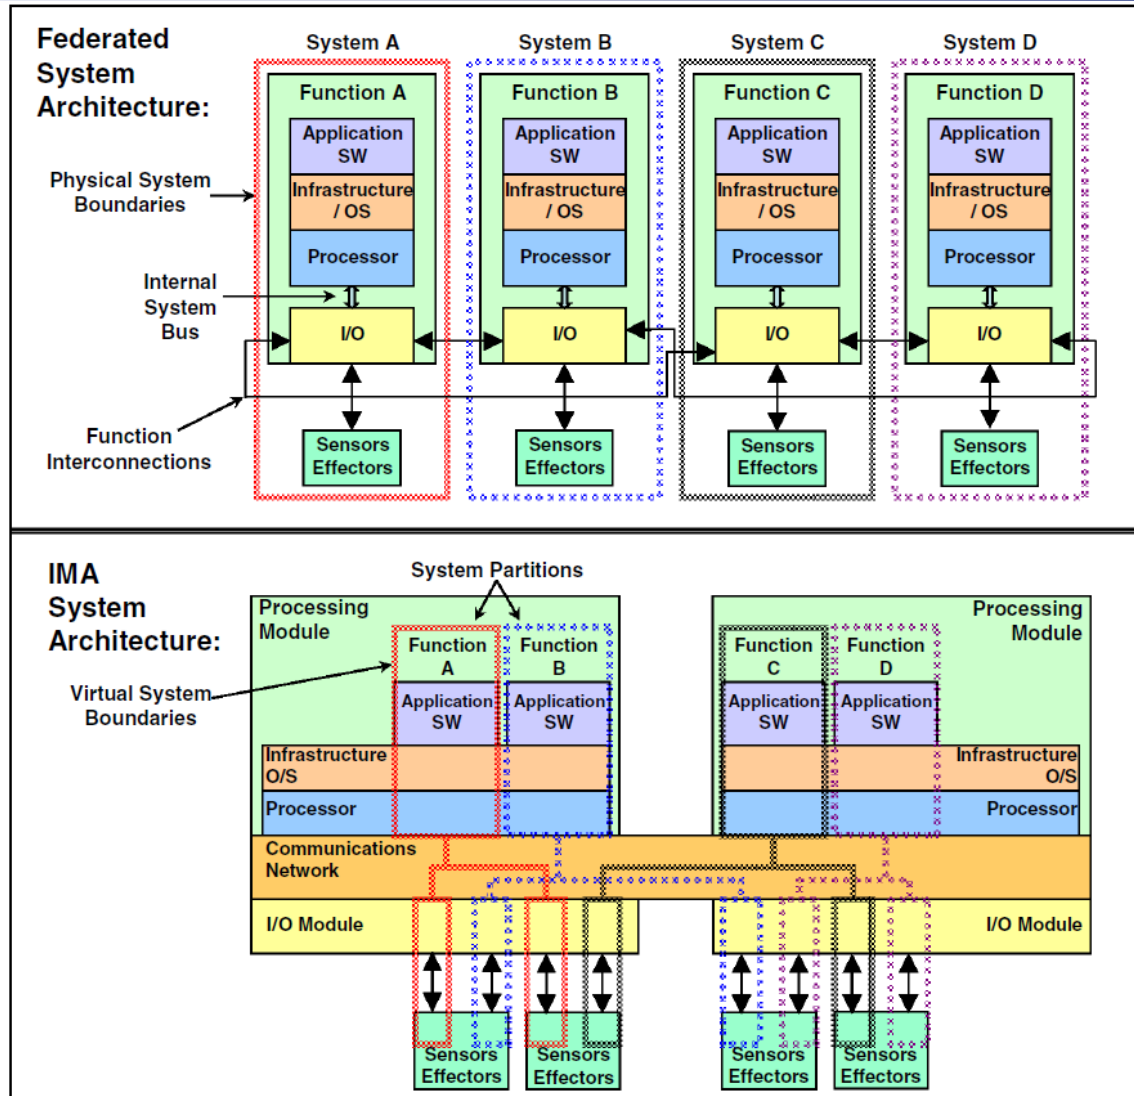 Federated
System
Architecture:
System A
System B
System C
System D
Function A
Function B
Function C
Function D
Application
SW
Application
SW
Application
SW
Application
SW
Physical System
Boundaries
Infrastructure
/ OS
Infrastructure
/ OS
Infrastructure
/ OS
Infrastructure
/ OS
Processor
Processor
Processor
Processor
Internal
System
Bus
I/O
I/O
I/O
I/O
Function
Interconnections
Sensors
Effectors
Sensors
Effectors
Sensors
Effectors
Sensors
Effectors
IMA
System
Architecture:
System Partitions
Processing
Module
Processing
Module
Function
A
Function
B
Function
C
Function
D
Virtual System
Boundaries
Application
SW
Application
SW
Application
SW
Application
SW
Infrastructure
O/S
Infrastructure
O/S
Processor
Processor
Communications
Network
I/O Module
I/O Module
Sensors
Effectors
Sensors
Effectors
Sensors
Effectors
Sensors
Effectors